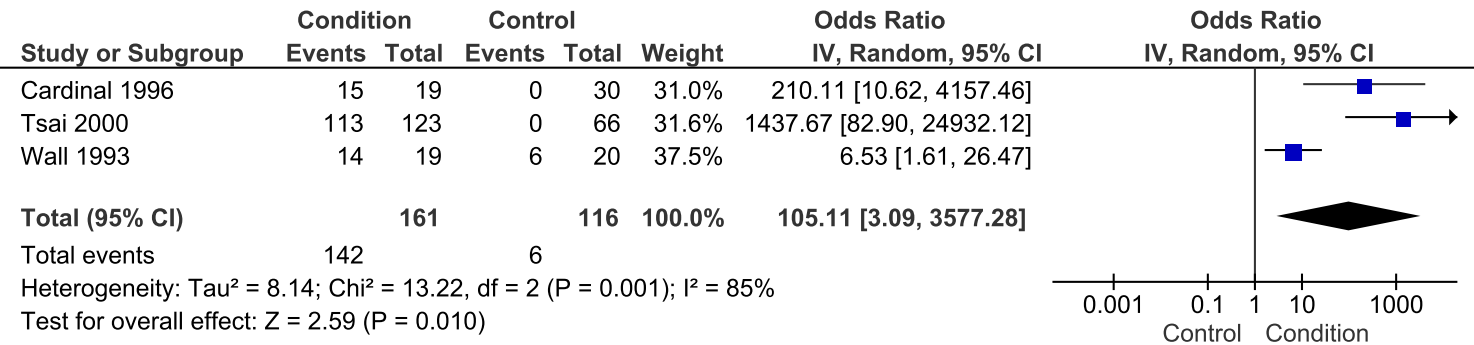 Condition Control Odds Ratio Odds Ratio
Study or Subgroup Events Total Events Total Weight IV, Random, 95% CI IV, Random, 95% CI
Cardinal 1996 15 19 0 30 31.0% 210.11 [10.62, 4157.46]
Tsai 2000 113 123 0 66 31.6% 1437.67 [82.90, 24932.12]
Wall 1993 14 19 6 20 37.5% 6.53 [1.61, 26.47]
Total (95% CI) 161 116 100.0% 105.11 [3.09, 3577.28]
Total events 142 6
Heterogeneity: Tau² = 8.14; Chi² = 13.22, df = 2 (P = 0.001); I² = 85%
Test for overall effect: Z = 2.59 (P = 0.010)
0.001 0.1 1 10 1000
Control Condition